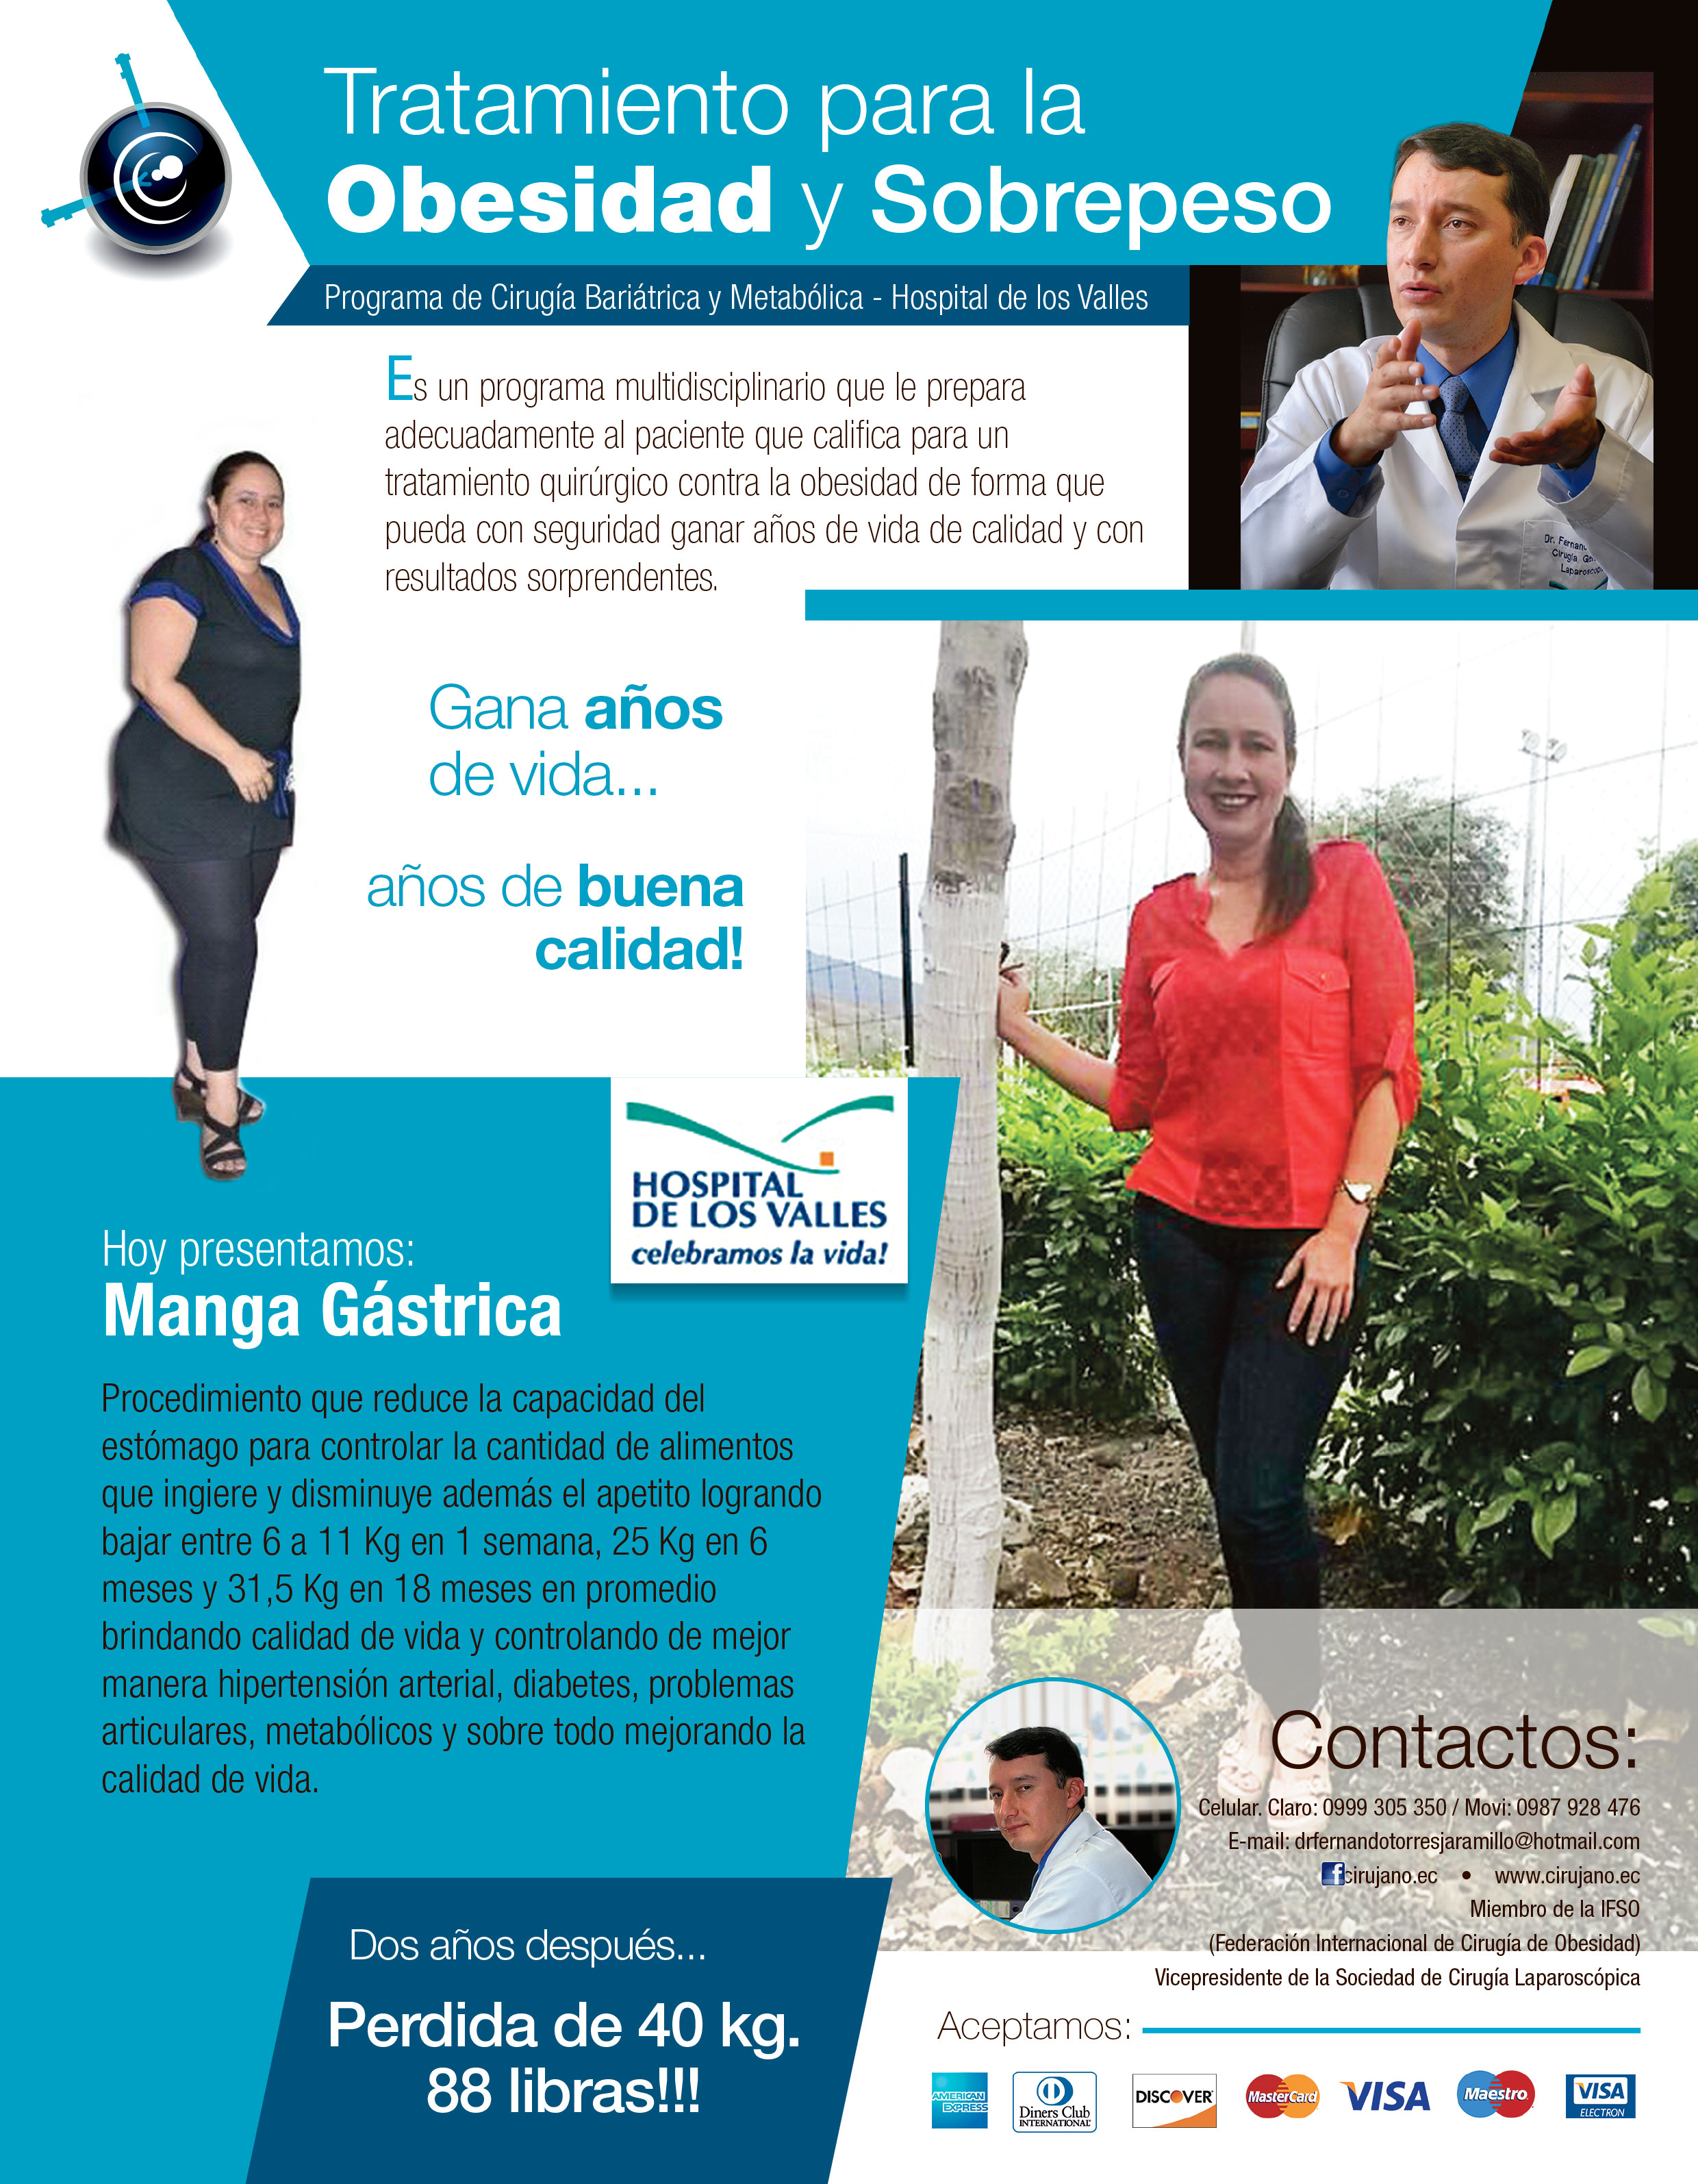 Tratamiento para la
Obesidad y Sobrepeso
Programa de Cirugía Bariátrica y Metabólica - Hospital de los Valles
Es un programa multidisciplinario que le prepara
adecuadamente al paciente que califica para un
tratamiento quirúrgico contra la obesidad de forma que
pueda con seguridad ganar años de vida de calidad y con
resultados sorprendentes.
Dr. Fernan
Cirugía Ge
Laparoscop
Gana años
de vida...
años de buena
calidad!
HOSPITAL
DE LOS VALLES
celebramos la vida!
Hoy presentamos:
Manga Gástrica
Procedimiento que reduce la capacidad del
estómago para controlar la cantidad de alimentos
que ingiere y disminuye además el apetito logrando
bajar entre 6 a 11 Kg en 1 semana, 25 Kg en 6
meses y 31,5 Kg en 18 meses en promedio
brindando calidad de vida y controlando de mejor
manera hipertensión arterial, diabetes, problemas
articulares, metabólicos y sobre todo mejorando la
calidad de vida.
Dos años después...
Perdida de 40 kg.
88 libras!!!
Contactos:
Celular. Claro: 0999 305 350 / Movi: 0987 928 476
E-mail: drfernandotorresjaramillo@hotmail.com
f cirujano.ec • www.cirujano.ec
Miembro de la IFSO
(Federación Internacional de Cirugía de Obesidad)
Vicepresidente de la Sociedad de Cirugía Laparoscópica
Aceptamos:
AMERICAN
EXPRESS
Diners Club
INTERNATIONAL
DISCOVER
MasterCard
VISA
Maestro
VISA
ELECTRON